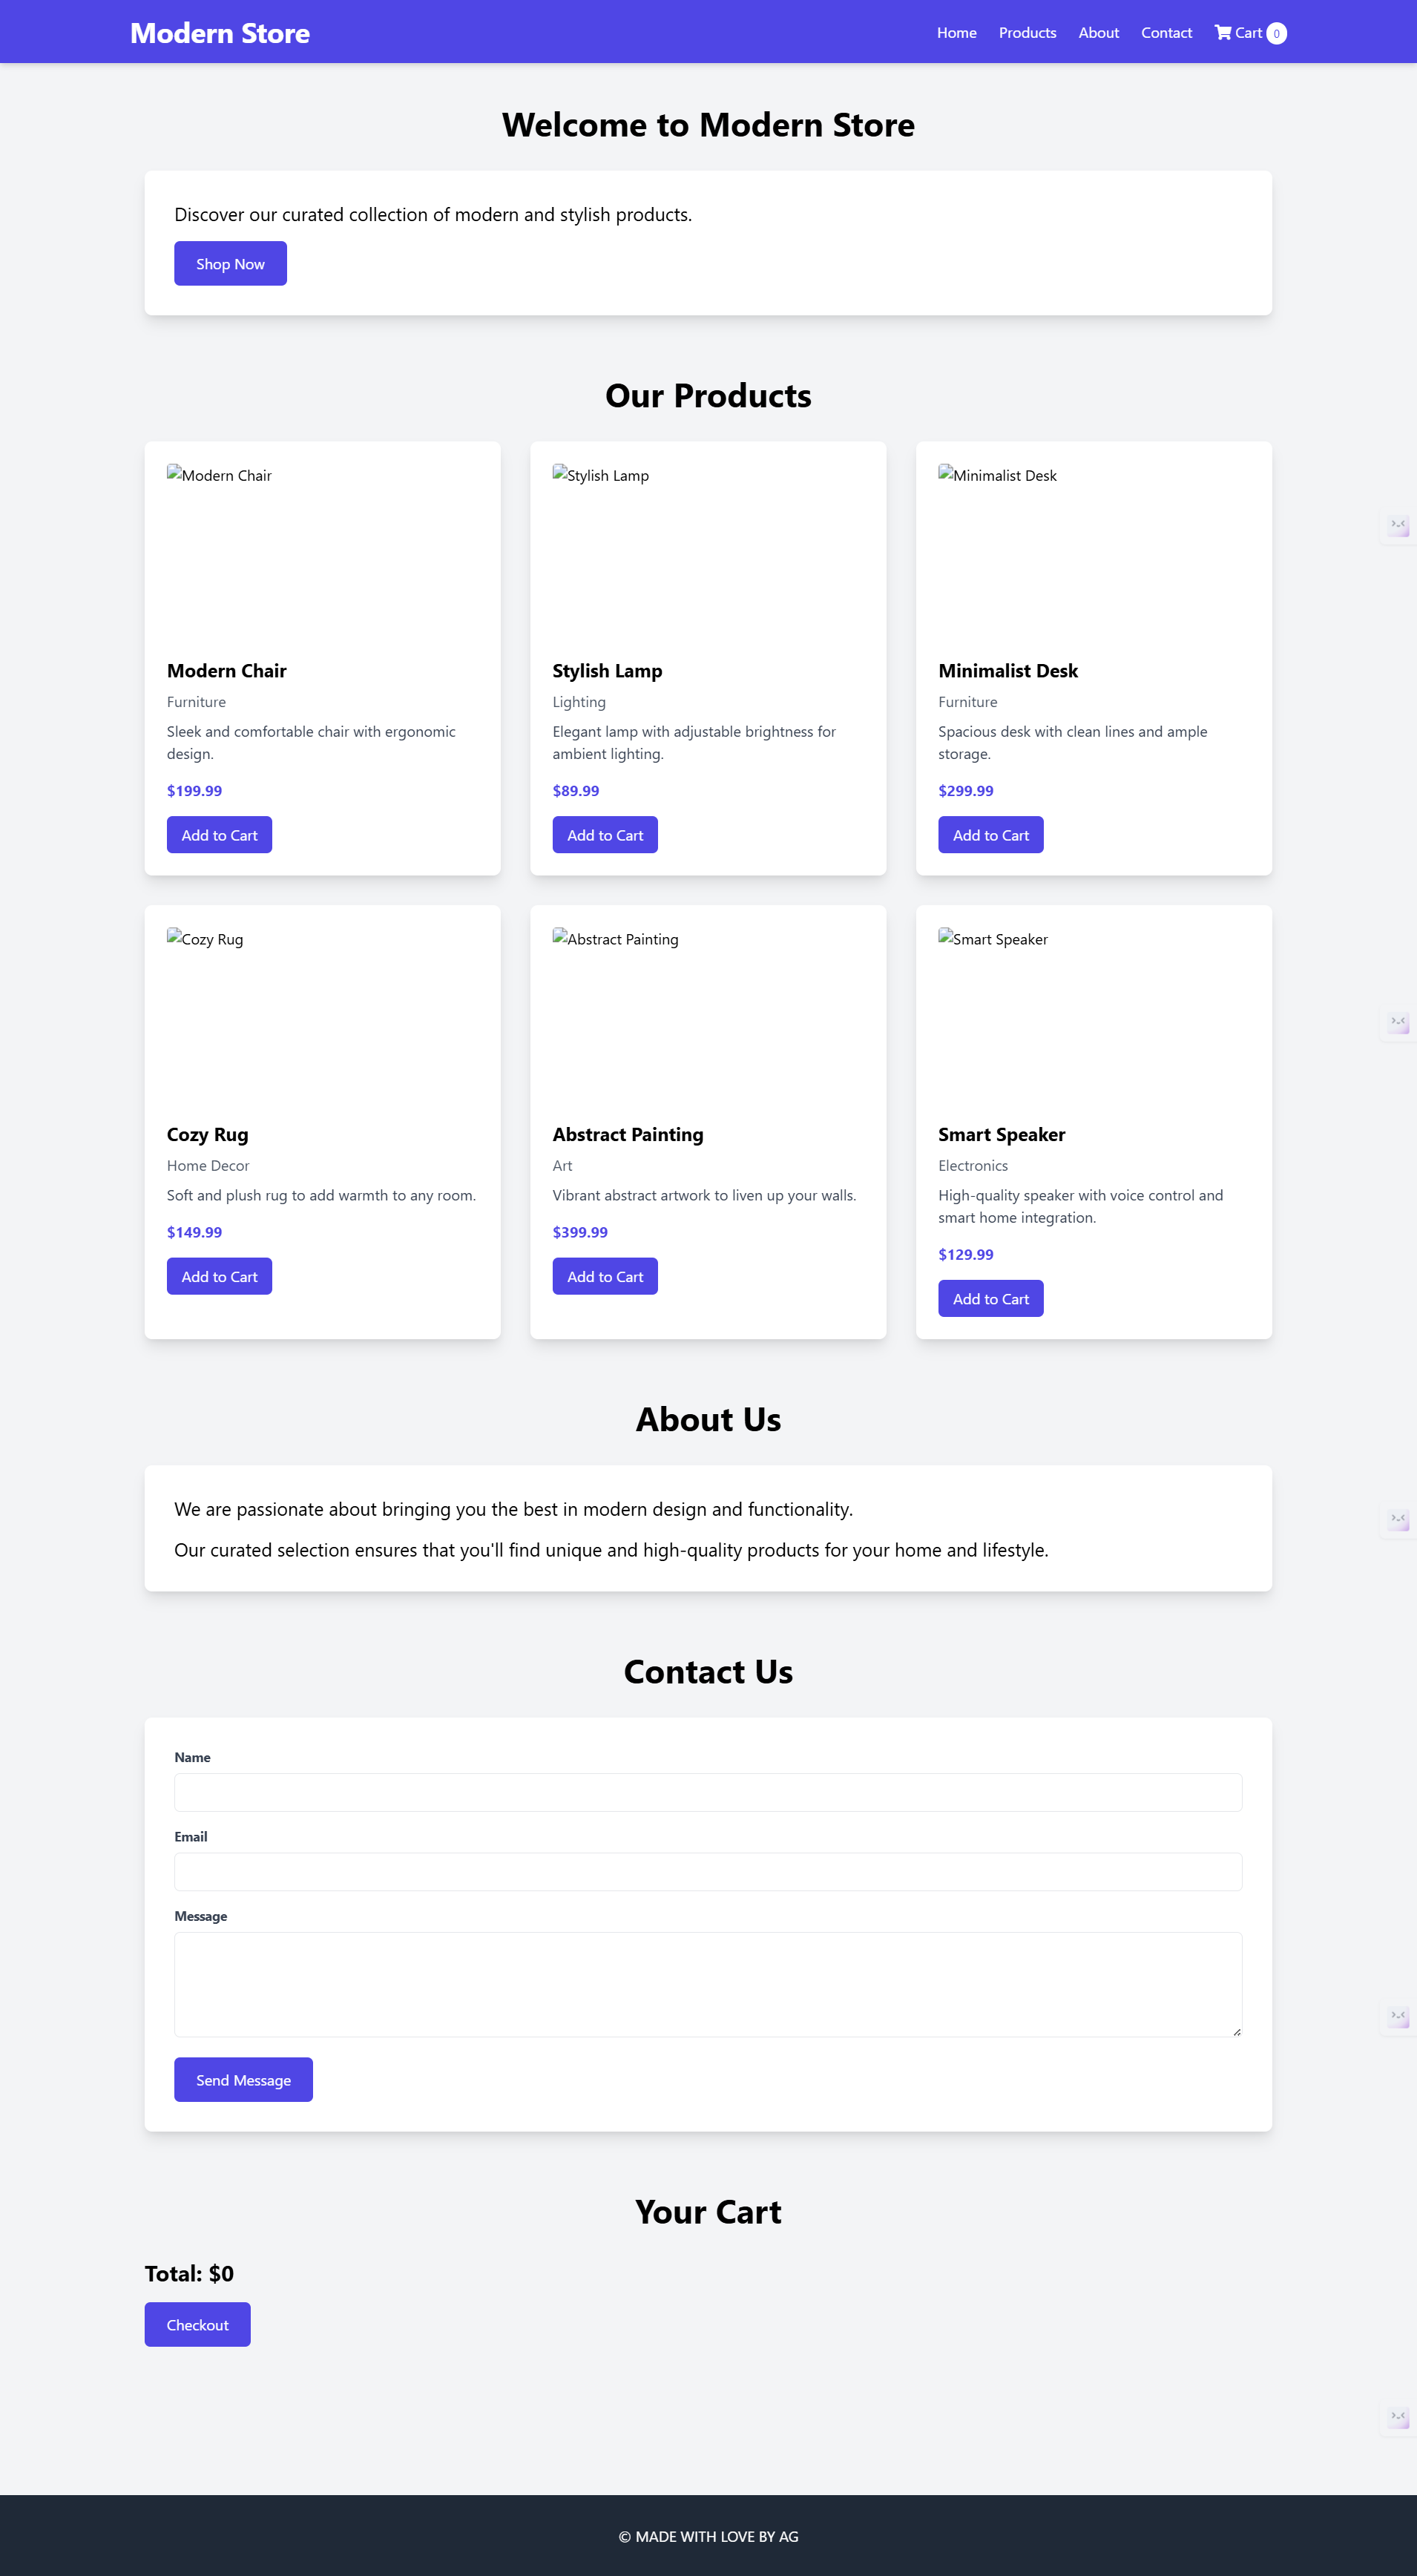 Modern Store
Home Products About Contact Cart 0
Welcome to Modern Store
Discover our curated collection of modern and stylish products.
Shop Now
Our Products
Modern Chair
Modern Chair
Furniture
Sleek and comfortable chair with ergonomic
design.
$199.99
Add to Cart
Stylish Lamp
Stylish Lamp
Lighting
Elegant lamp with adjustable brightness for
ambient lighting.
$89.99
Add to Cart
Minimalist Desk
Minimalist Desk
Furniture
Spacious desk with clean lines and ample
storage.
$299.99
Add to Cart
Cozy Rug
Cozy Rug
Home Decor
Soft and plush rug to add warmth to any room.
$149.99
Add to Cart
Abstract Painting
Abstract Painting
Art
Vibrant abstract artwork to liven up your walls.
$399.99
Add to Cart
Smart Speaker
Smart Speaker
Electronics
High-quality speaker with voice control and
smart home integration.
$129.99
Add to Cart
About Us
We are passionate about bringing you the best in modern design and functionality.
Our curated selection ensures that you'll find unique and high-quality products for your home and lifestyle.
Contact Us
Name
Email
Message
Send Message
Your Cart
Total: $0
Checkout
© MADE WITH LOVE BY AG